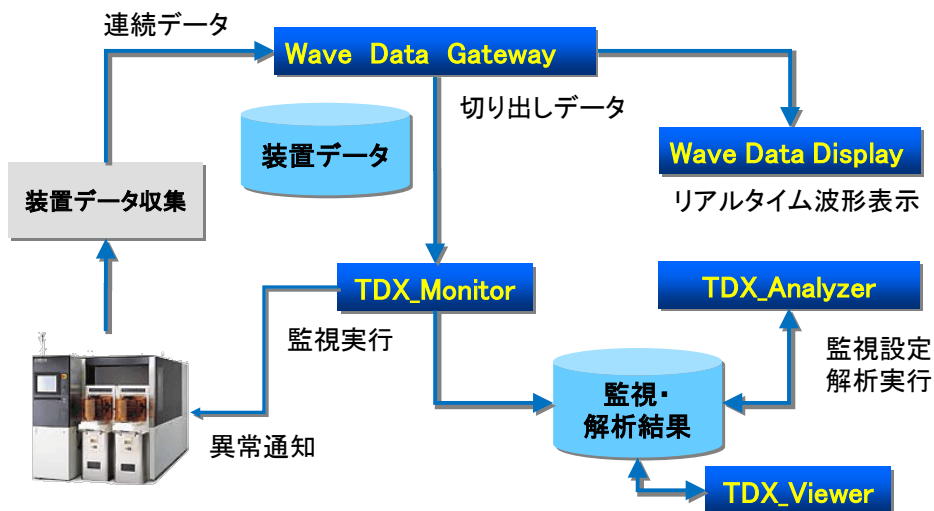 連続データ
Wave Data Gateway
切り出しデータ
装置データ
Wave Data Display
リアルタイム波形表示
装置データ収集
TDX_Monitor
監視実行
TDX_Analyzer
監視設定
解析実行
監視・
解析結果
異常通知
TDX_Viewer